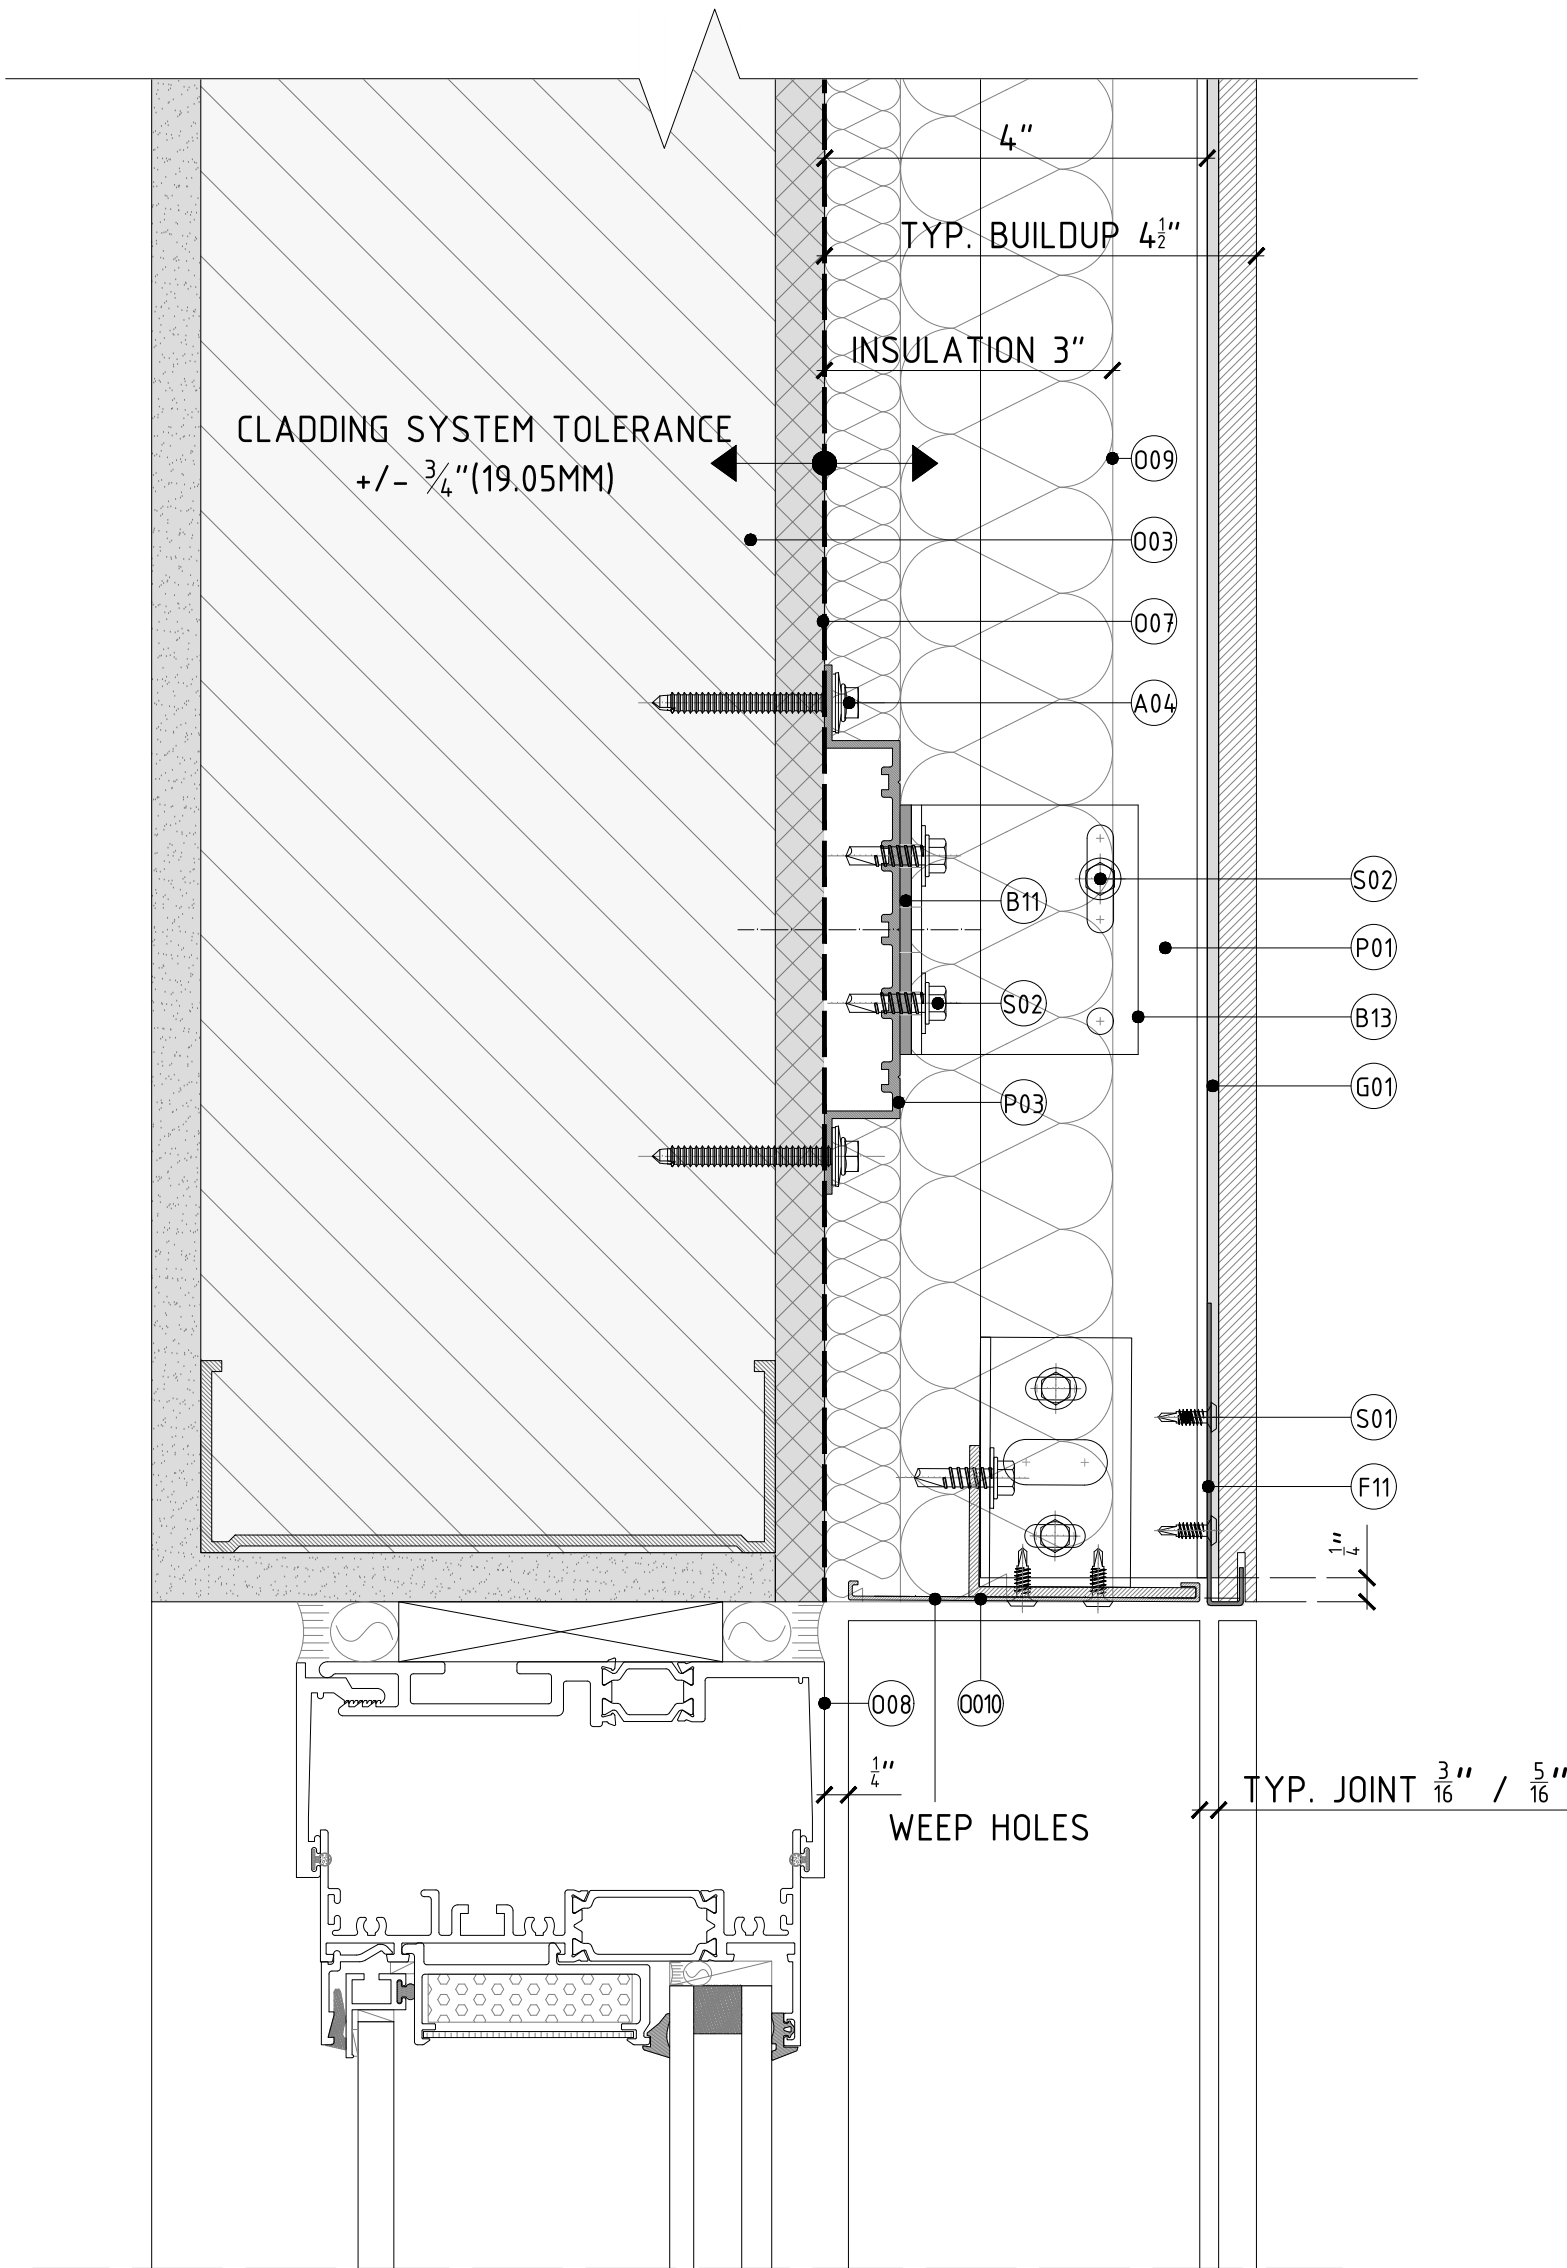 4"
TYP. BUILDUP 4½"
INSULATION 3"
CLADDING SYSTEM TOLERANCE
+/- ¾"(19.05MM)
O09
O03
O07
A04
S02
B11
P01
S02
B13
G01
P03
S01
F11
¼"
O08
O010
¼"
TYP. JOINT 3/16" / 5/16"
WEEP HOLES